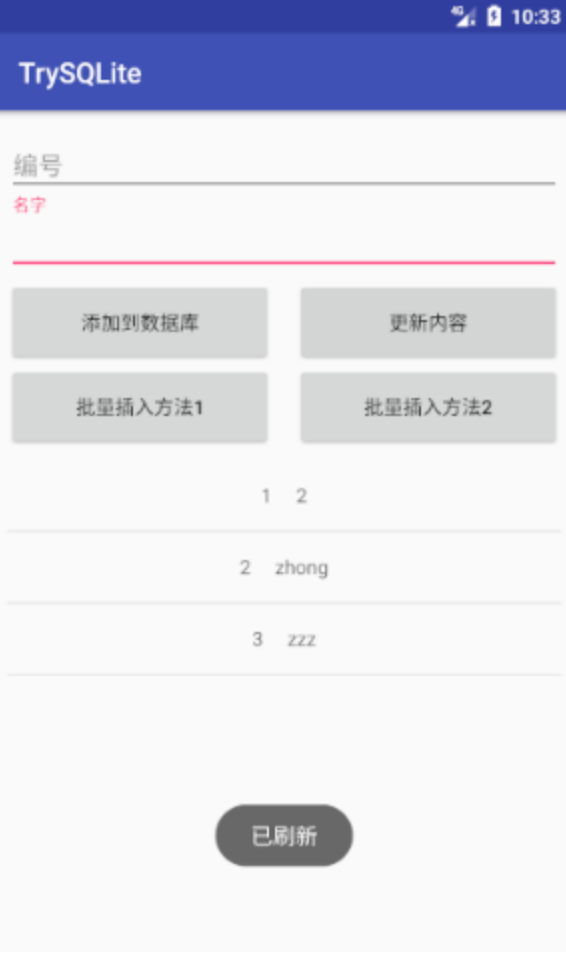 4G 10:33
TrySQLite
编号
名字
添加到数据库 更新内容
批量插入方法1 批量插入方法2
1 2
2 zhong
3 zzz
已刷新